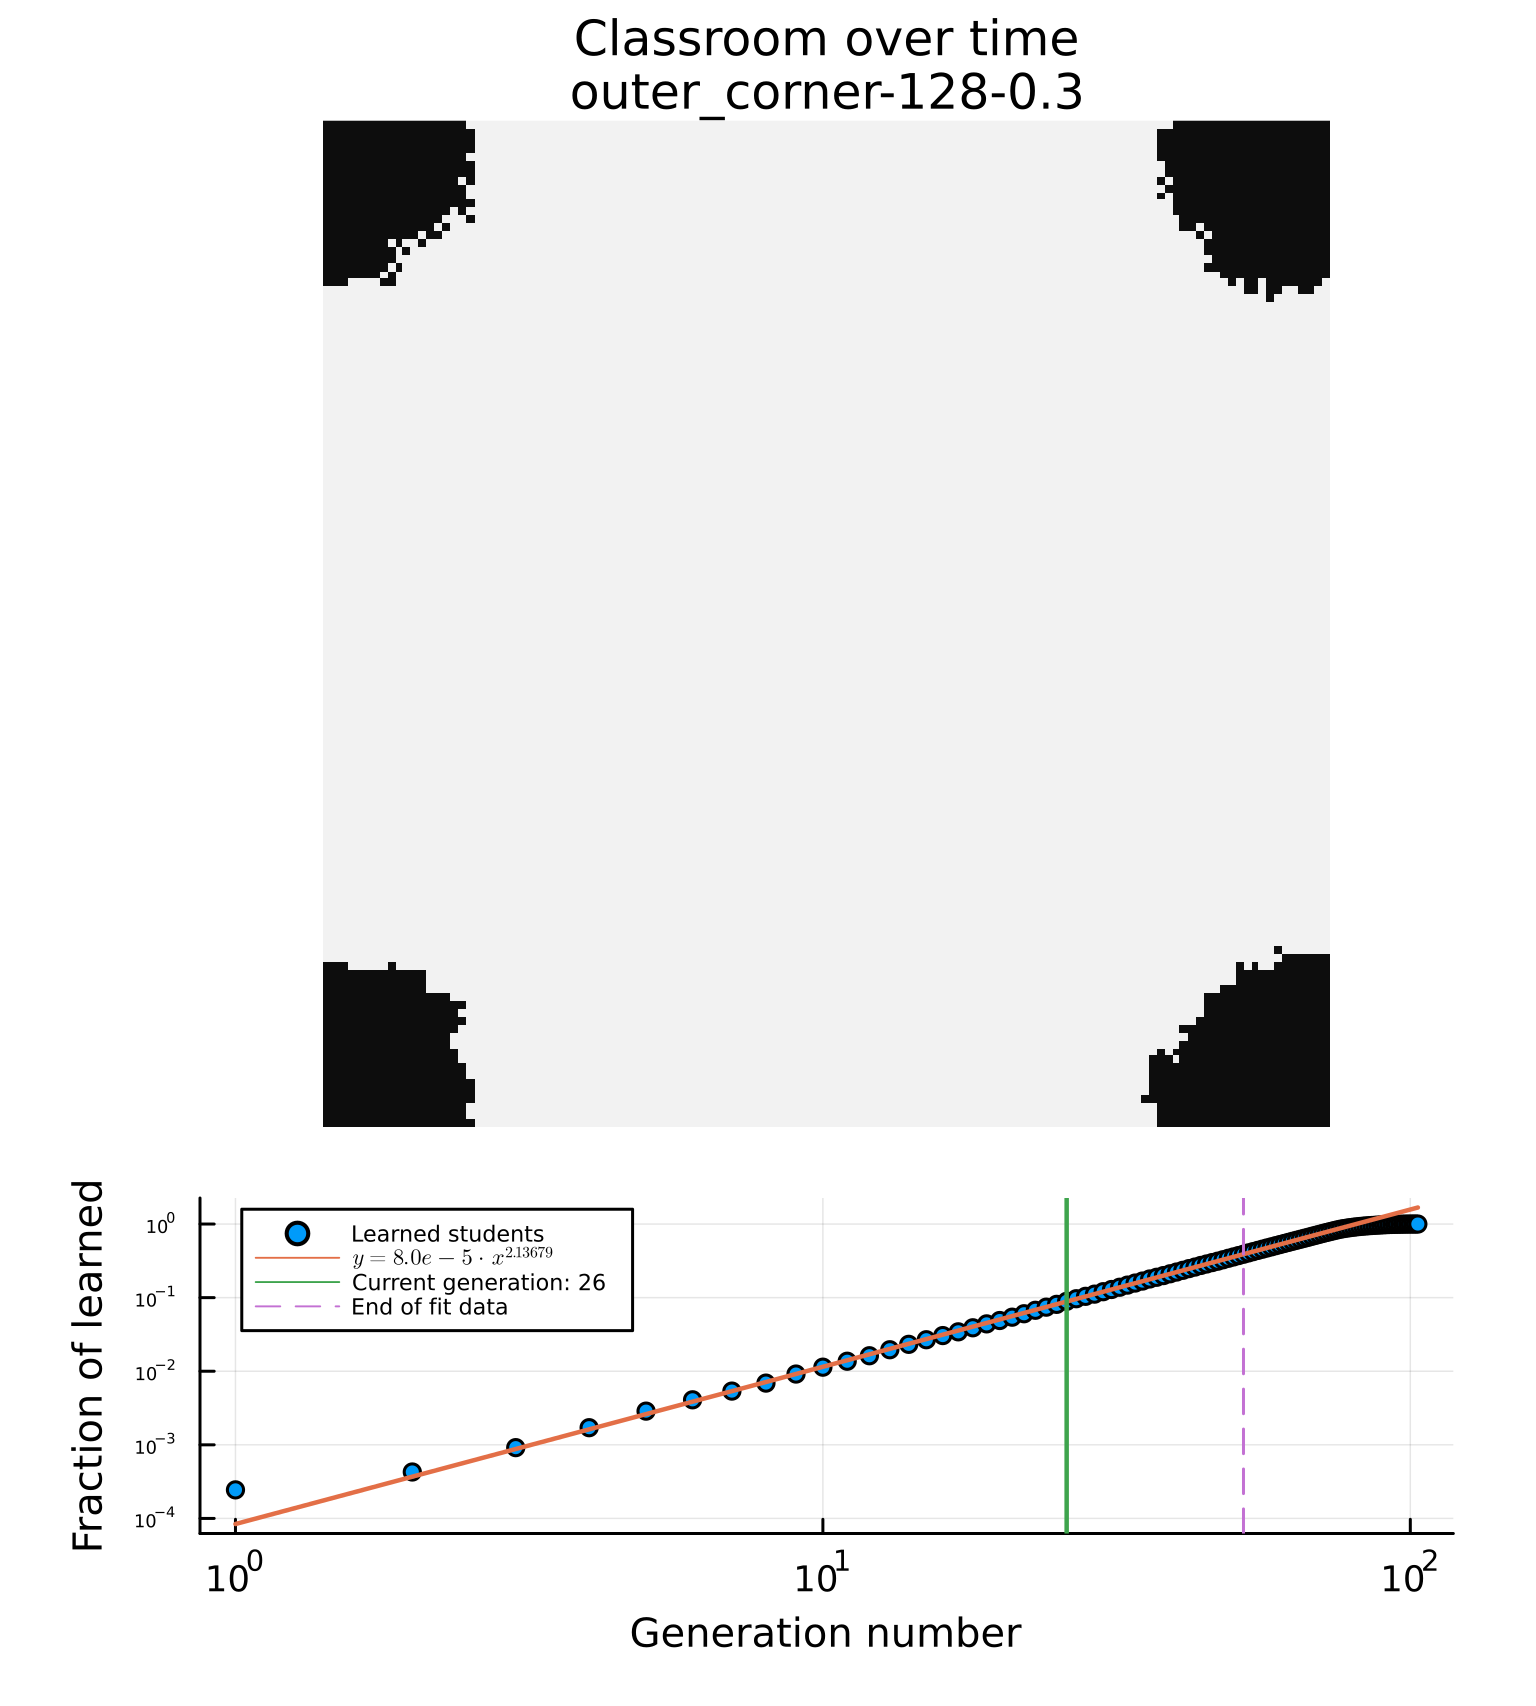 Classroom over time
outer_corner-128-0.3
Fraction of learned
10^0
10^−1
10^−2
10^−3
10^−4
Learned students
y = 8.0e − 5 · x^2.13679
Current generation: 26
End of fit data
10^0 10^1 10^2
Generation number